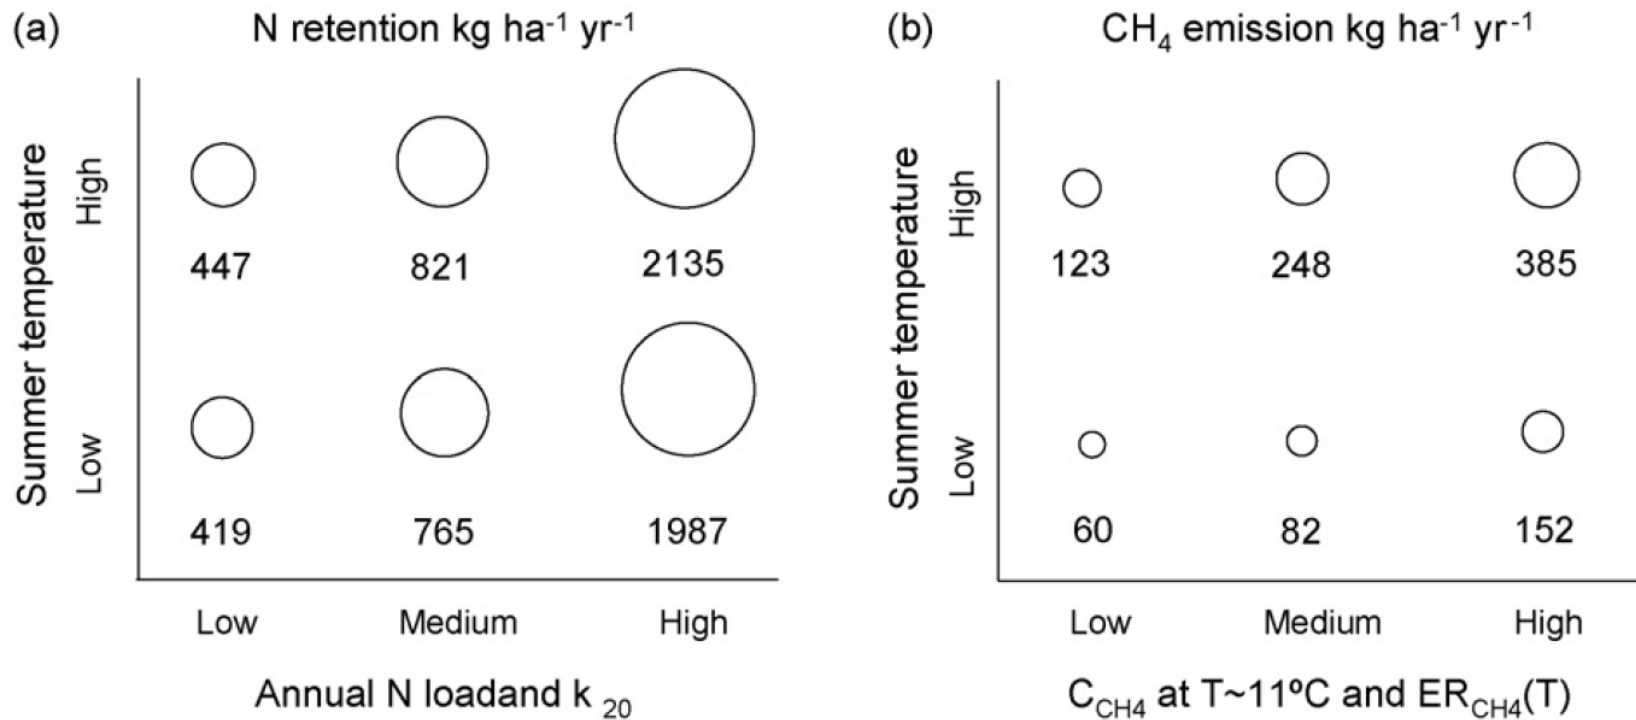 (a) N retention kg ha⁻¹ yr⁻¹
Summer temperature
High
447 821 2135
Low
419 765 1987
Low Medium High
Annual N loadand k ₂₀
(b) CH₄ emission kg ha⁻¹ yr⁻¹
Summer temperature
High
123 248 385
Low
60 82 152
Low Medium High
C_CH4 at T~11ºC and ER_CH4(T)